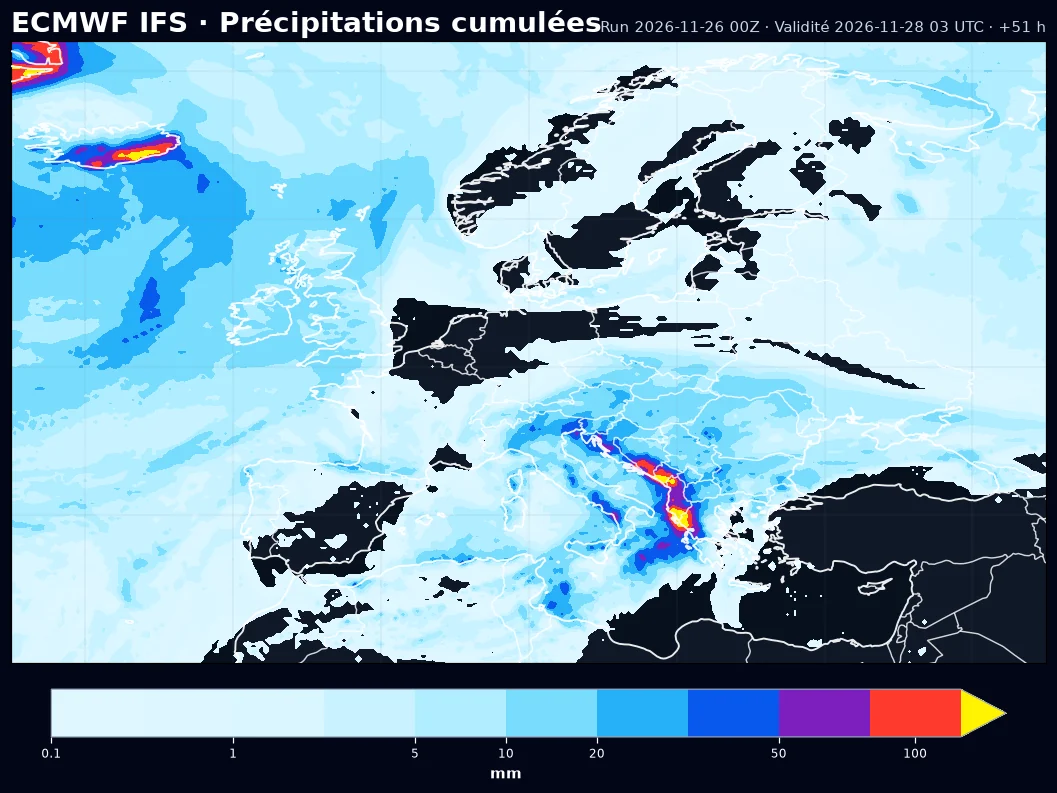 ECMWF IFS · Précipitations cumulées
Run 2026-11-26 00Z · Validité 2026-11-28 03 UTC · +51 h
0.1 1 5 10 20 50 100
mm